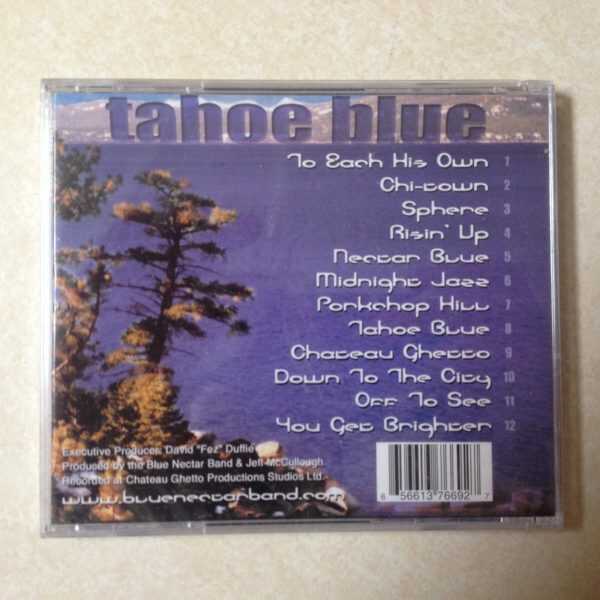 tahoe blue
To Each His Own 1
Chi-town 2
Sphere 3
Risin' Up 4
Nectar Blue 5
Midnight Jazz 6
Porkchop Hill 7
Tahoe Blue 8
Chateau Ghetto 9
Down To The City 10
Off To See 11
You Get Brighter 12
Executive Producer: David "Fez" Duffie
Produced by the Blue Nectar Band & Jeff McCullough
Recorded at Chateau Ghetto Productions Studios Ltd.
www.bluenectarband.com
6 56613 76692 7